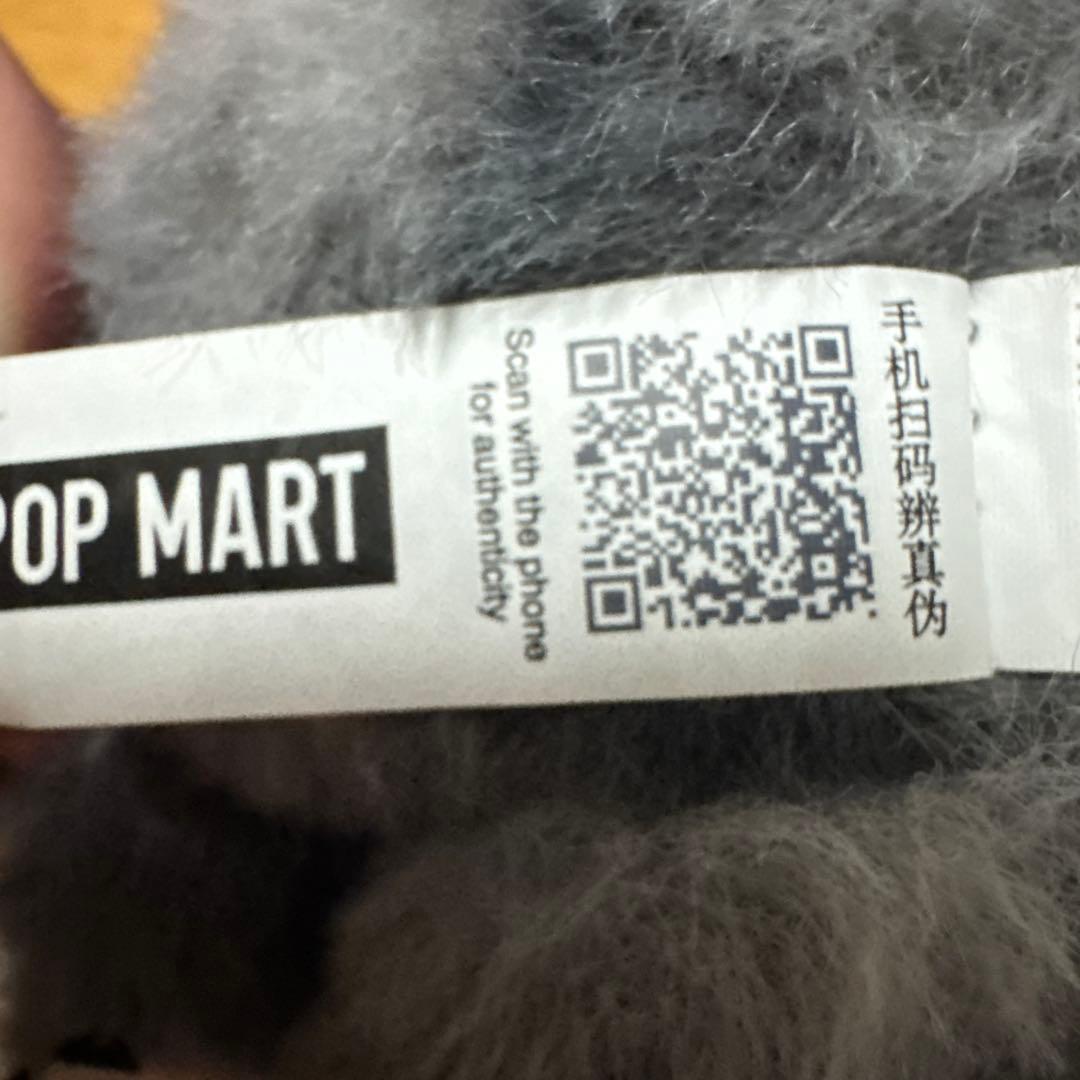 POP MART
Scan with the phone
for authenticity
手机扫码辨真伪